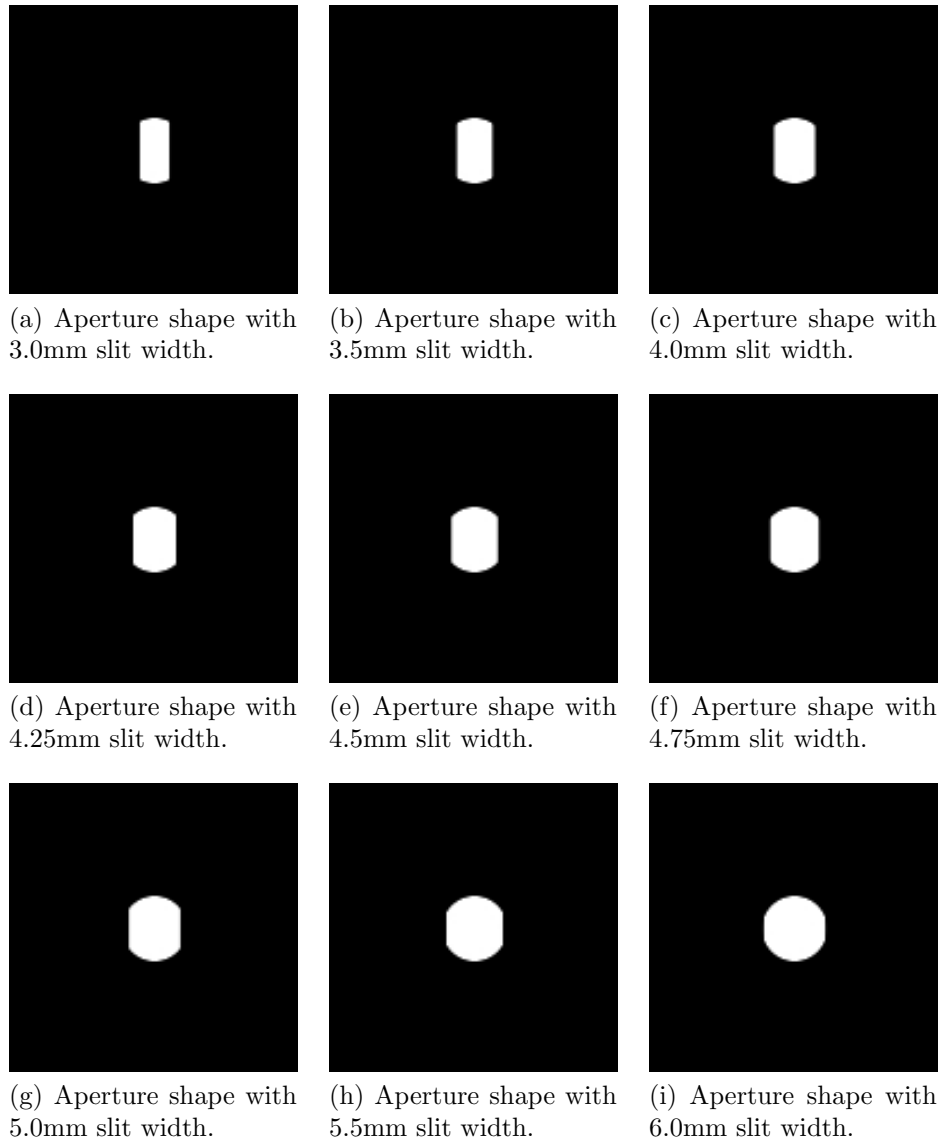 (a) Aperture shape with
3.0mm slit width.
(b) Aperture shape with
3.5mm slit width.
(c) Aperture shape with
4.0mm slit width.
(d) Aperture shape with
4.25mm slit width.
(e) Aperture shape with
4.5mm slit width.
(f) Aperture shape with
4.75mm slit width.
(g) Aperture shape with
5.0mm slit width.
(h) Aperture shape with
5.5mm slit width.
(i) Aperture shape with
6.0mm slit width.